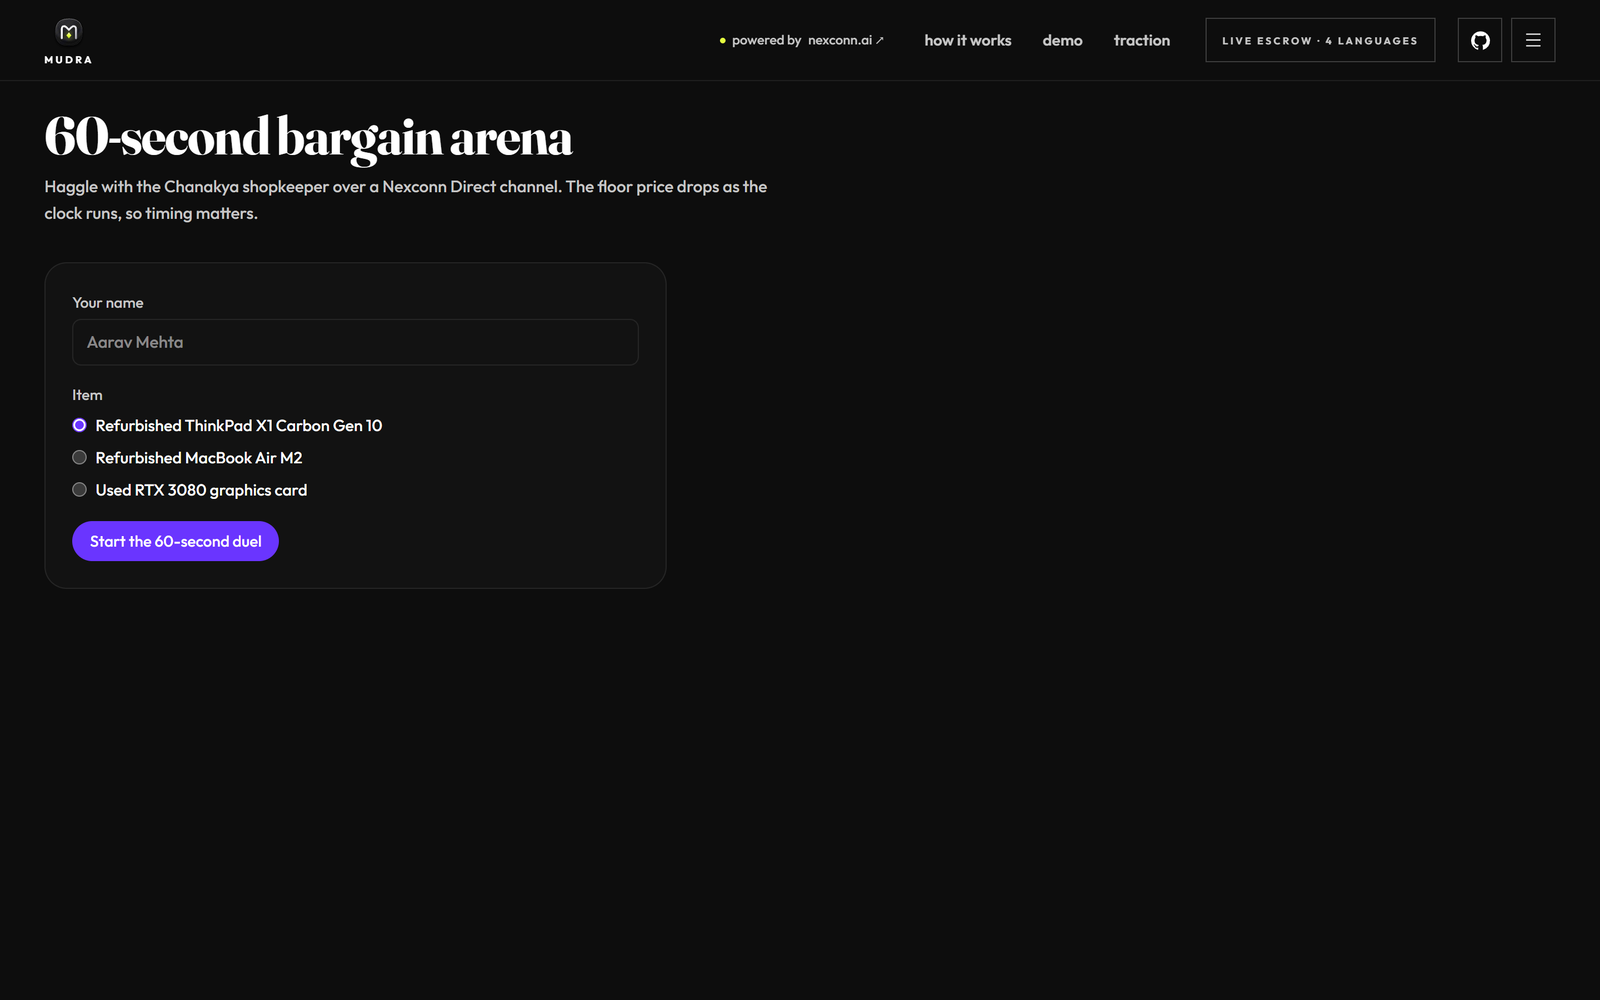 MUDRA
powered by nexconn.ai ↗
how it works
demo
traction
LIVE ESCROW · 4 LANGUAGES
60-second bargain arena
Haggle with the Chanakya shopkeeper over a Nexconn Direct channel. The floor price drops as the
clock runs, so timing matters.
Your name
Aarav Mehta
Item
Refurbished ThinkPad X1 Carbon Gen 10
Refurbished MacBook Air M2
Used RTX 3080 graphics card
Start the 60-second duel